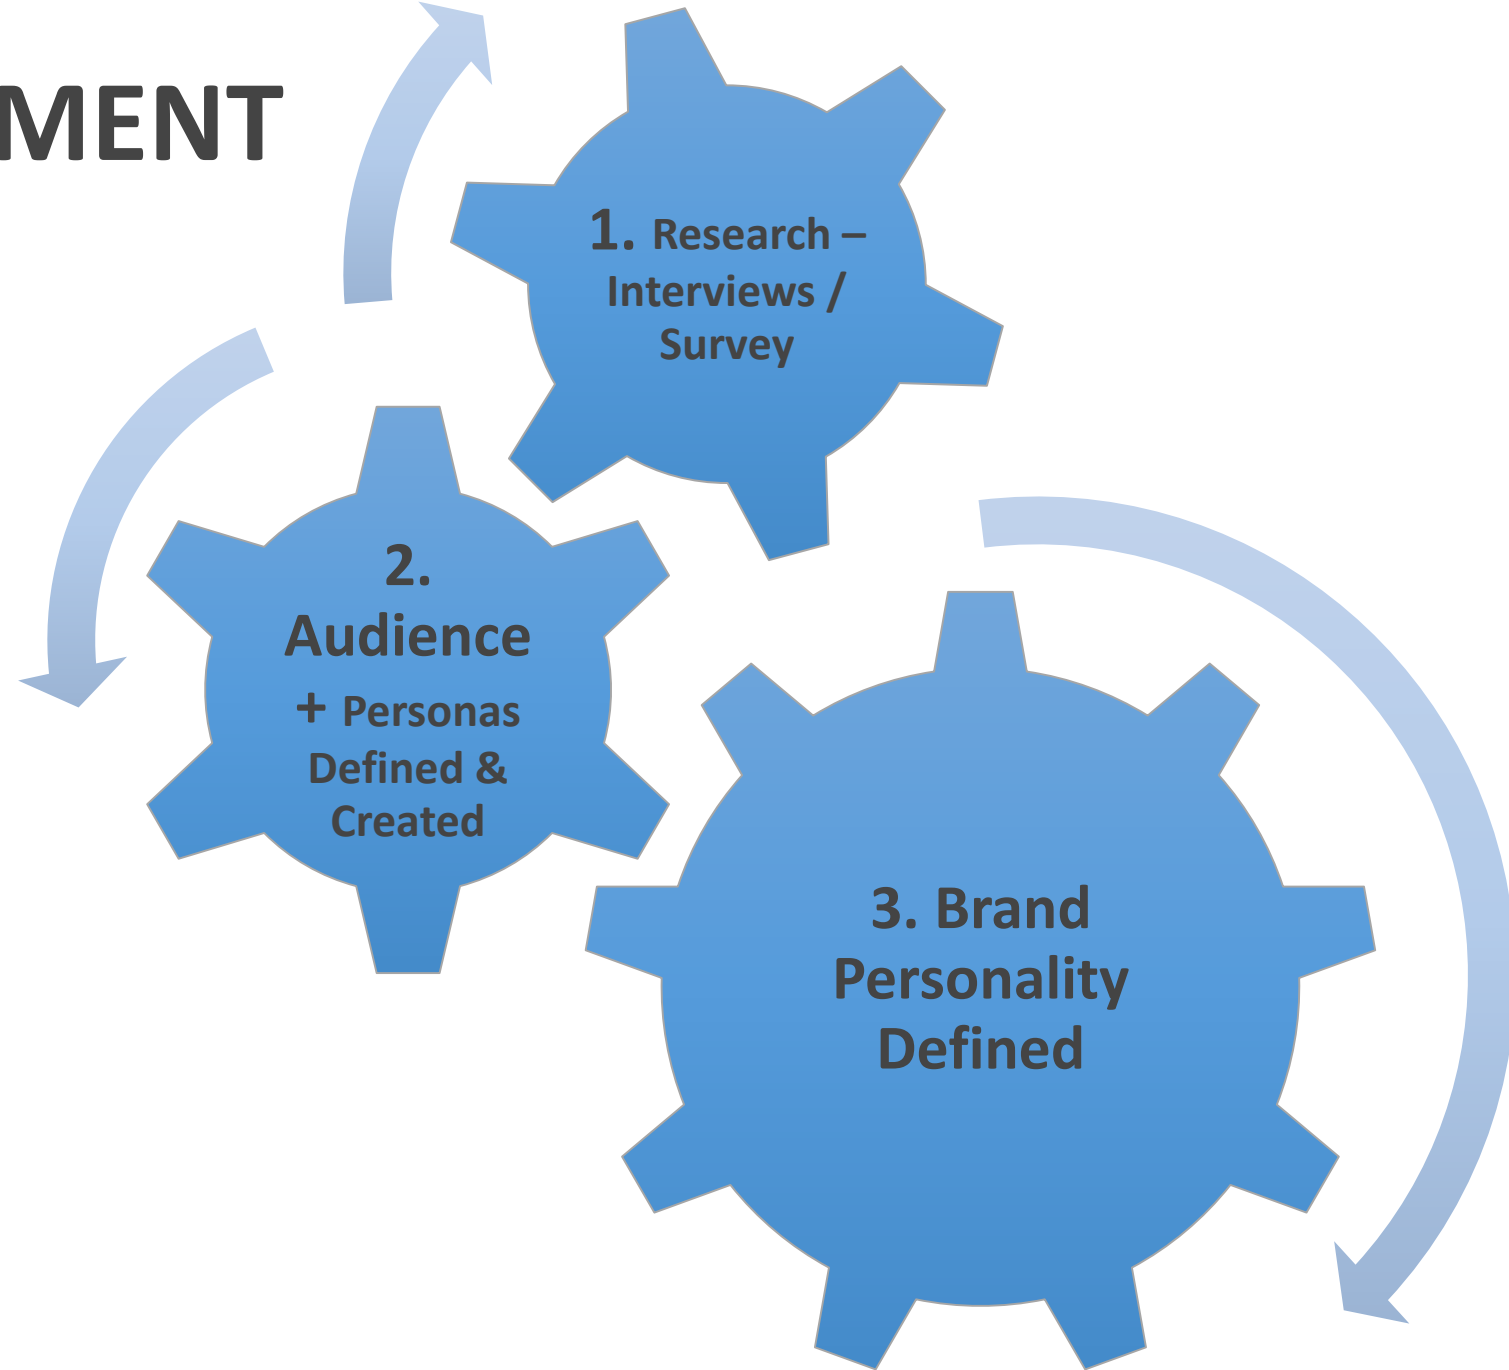 MENT
1. Research –
Interviews /
Survey
2.
Audience
+ Personas
Defined &
Created
3. Brand
Personality
Defined